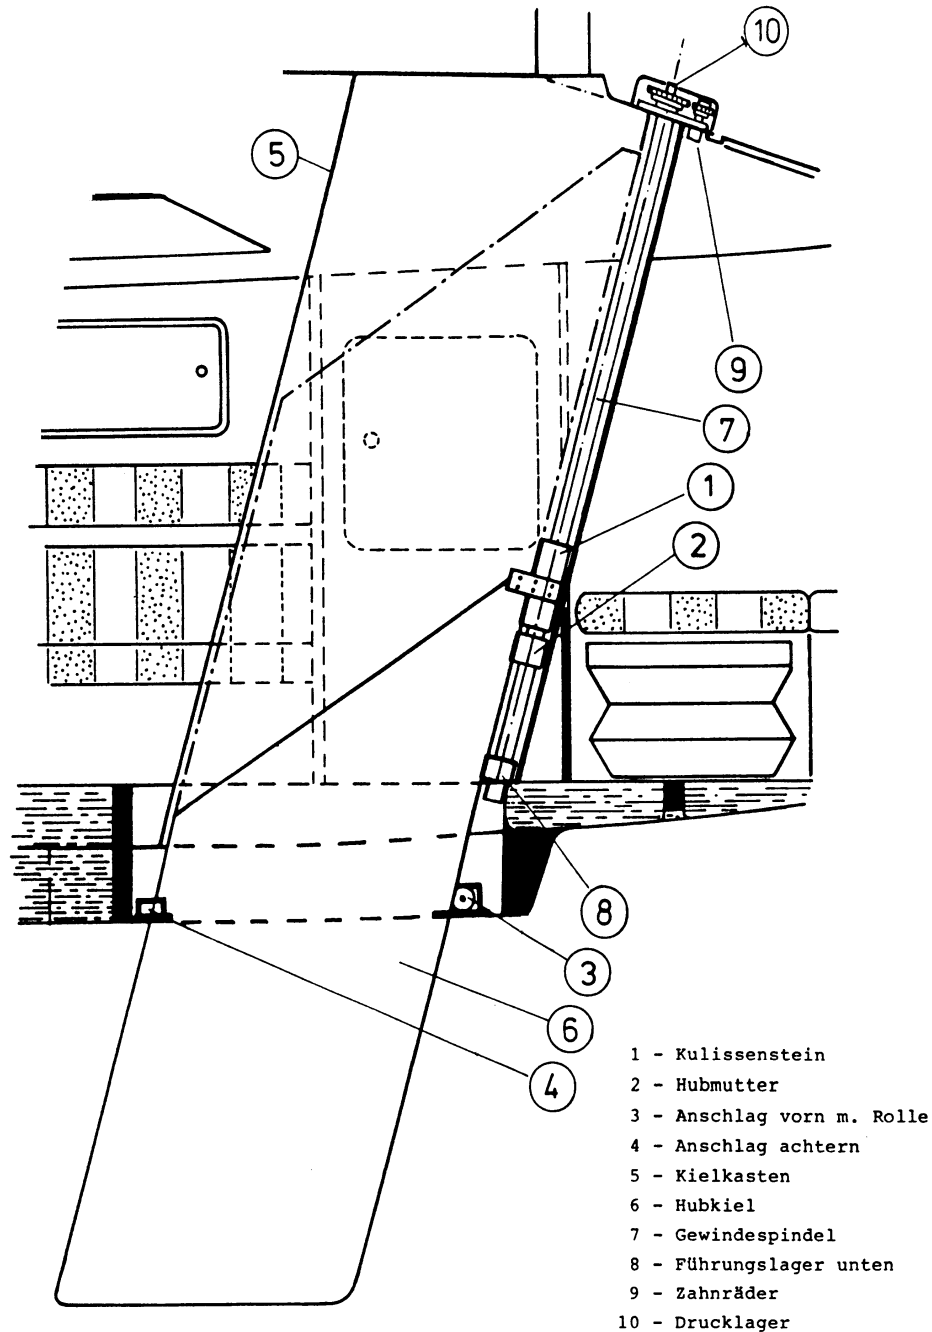 10
5
9
7
1
2
8
3
6
4
1 - Kulissenstein
2 - Hubmutter
3 - Anschlag vorn m. Rolle
4 - Anschlag achtern
5 - Kielkasten
6 - Hubkiel
7 - Gewindespindel
8 - Führungslager unten
9 - Zahnräder
10 - Drucklager